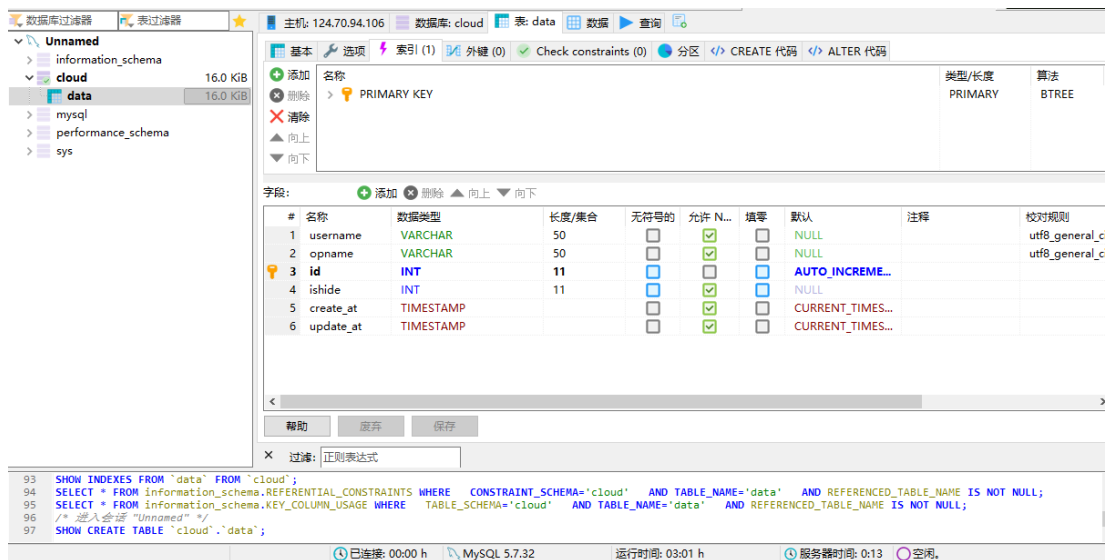 数据库过滤器 表过滤器
主机: 124.70.94.106 数据库: cloud 表: data 数据 查询
Unnamed
information_schema
cloud 16.0 KiB
data 16.0 KiB
mysql
performance_schema
sys
基本 选项 索引 (1) 外键 (0) Check constraints (0) 分区 CREATE 代码 ALTER 代码
添加 名称 类型/长度 算法
删除 PRIMARY KEY PRIMARY BTREE
清除
向上
向下
字段: 添加 删除 向上 向下
# 名称 数据类型 长度/集合 无符号的 允许 N... 填零 默认 注释 校对规则
1 username VARCHAR 50 NULL utf8_general_c
2 opname VARCHAR 50 NULL utf8_general_c
3 id INT 11 AUTO_INCREME...
4 ishide INT 11 NULL
5 create_at TIMESTAMP CURRENT_TIMES...
6 update_at TIMESTAMP CURRENT_TIMES...
帮助 废弃 保存
过滤: 正则表达式
93 SHOW INDEXES FROM `data` FROM `cloud`;
94 SELECT * FROM information_schema.REFERENTIAL_CONSTRAINTS WHERE CONSTRAINT_SCHEMA='cloud' AND TABLE_NAME='data' AND REFERENCED_TABLE_NAME IS NOT NULL;
95 SELECT * FROM information_schema.KEY_COLUMN_USAGE WHERE TABLE_SCHEMA='cloud' AND TABLE_NAME='data' AND REFERENCED_TABLE_NAME IS NOT NULL;
96 /* 进入会话 "Unnamed" */
97 SHOW CREATE TABLE `cloud`.`data`;
已连接: 00:00 h MySQL 5.7.32 运行时间: 03:01 h 服务器时间: 0:13 空闲。